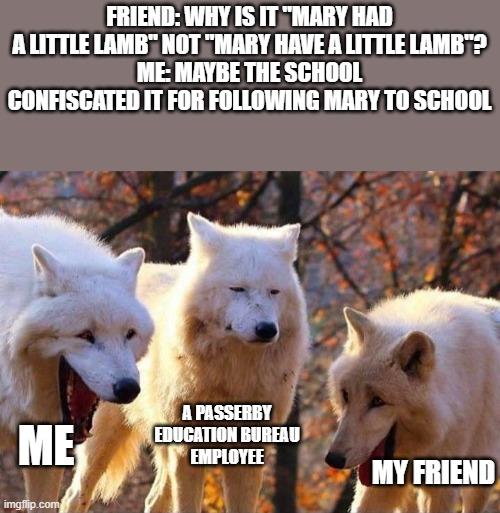 FRIEND: WHY IS IT "MARY HAD
A LITTLE LAMB" NOT "MARY HAVE A LITTLE LAMB"?
ME: MAYBE THE SCHOOL
CONFISCATED IT FOR FOLLOWING MARY TO SCHOOL
A PASSERBY
EDUCATION BUREAU
EMPLOYEE
ME
MY FRIEND
imgflip.com